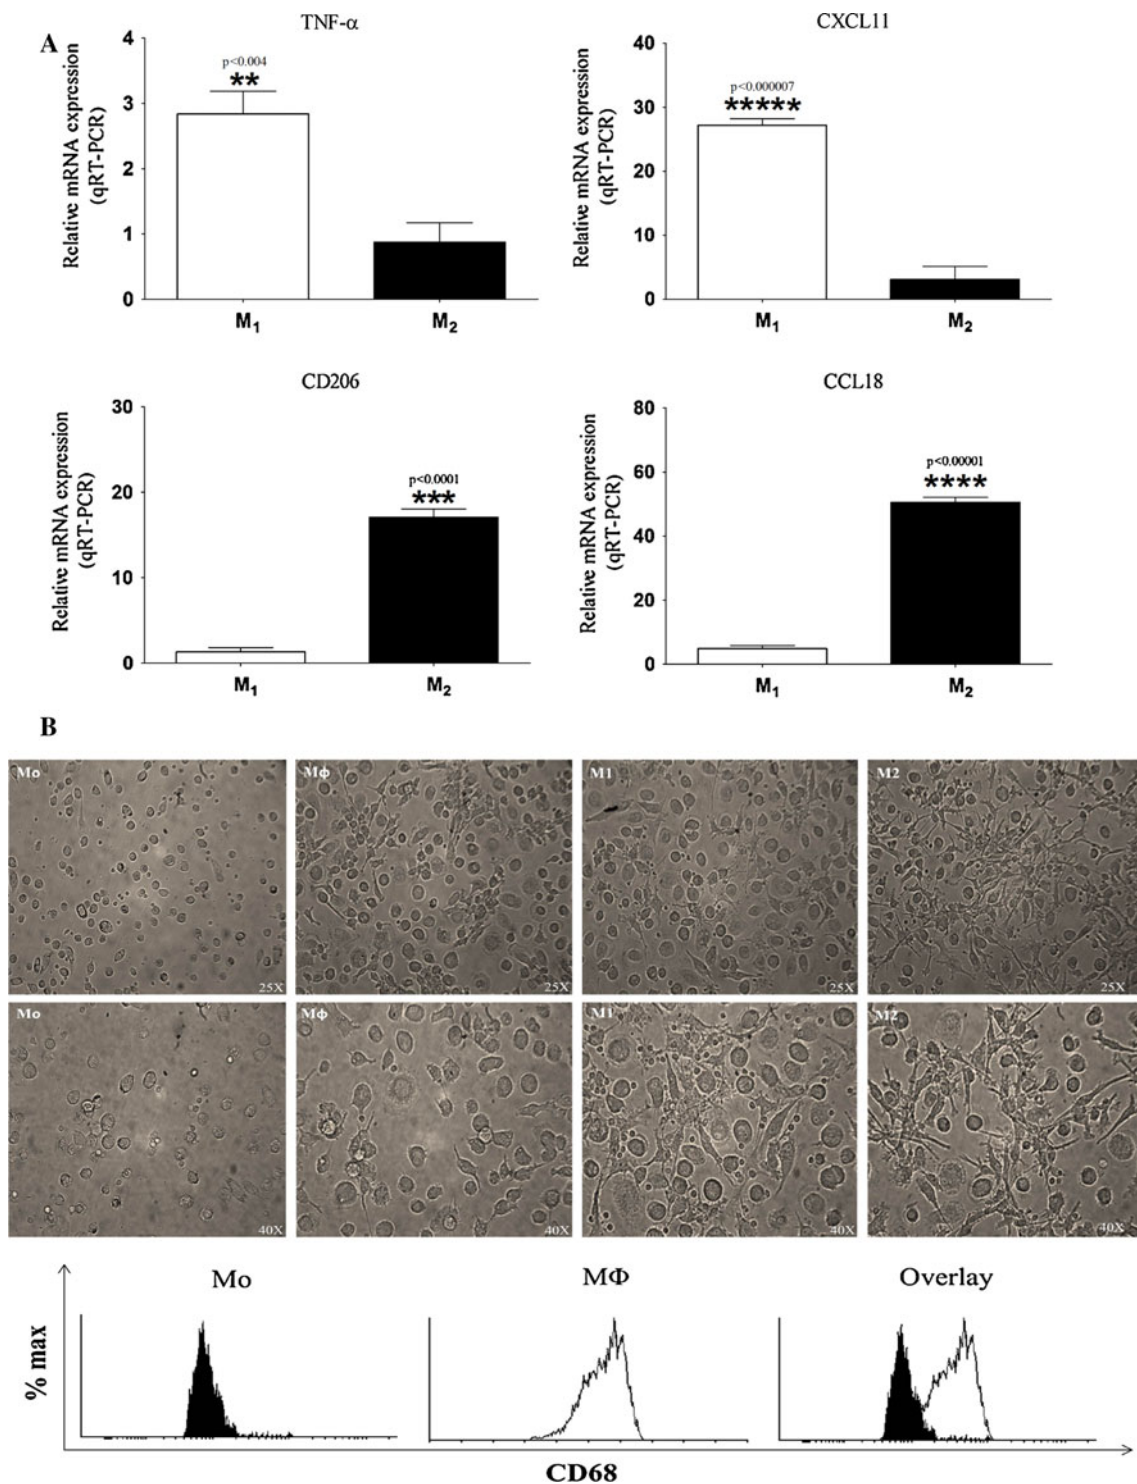 A
TNF-α
Relative mRNA expression
(qRT-PCR)
4
3
2
1
0
p<0.004
**
M1
M2
CXCL11
Relative mRNA expression
(qRT-PCR)
40
30
20
10
0
p<0.000007
*****
M1
M2
CD206
Relative mRNA expression
(qRT-PCR)
30
20
10
0
p<0.0001
***
M1
M2
CCL18
Relative mRNA expression
(qRT-PCR)
80
60
40
20
0
p<0.00001
****
M1
M2
B
Mo
25X
Mϕ
25X
M1
25X
M2
25X
Mo
40X
Mϕ
40X
M1
40X
M2
40X
Mo
MΦ
Overlay
% max
CD68